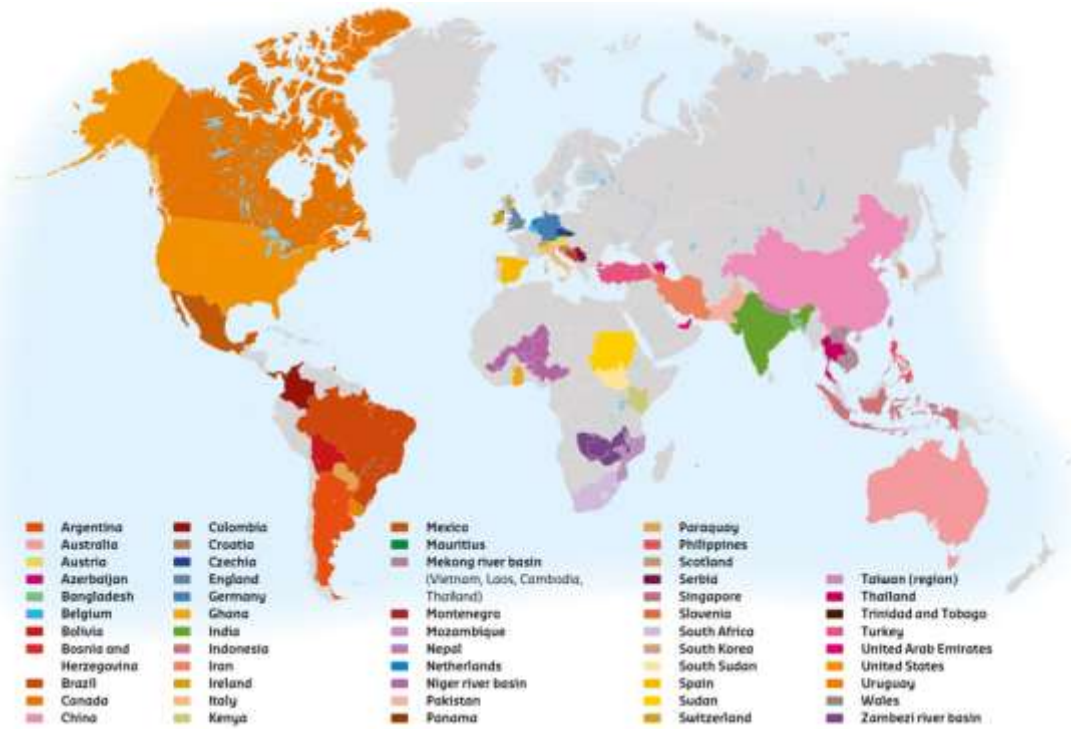 Argentina
Australia
Austria
Azerbaijan
Bangladesh
Belgium
Bolivia
Bosnia and
Herzegovina
Brazil
Canada
China
Colombia
Croatia
Czechia
England
Germany
Ghana
India
Indonesia
Iran
Ireland
Italy
Kenya
Mexico
Mauritius
Mekong river basin
(Vietnam, Laos, Cambodia,
Thailand)
Montenegro
Mozambique
Nepal
Netherlands
Niger river basin
Pakistan
Panama
Paraguay
Philippines
Scotland
Serbia
Singapore
Slovenia
South Africa
South Korea
South Sudan
Spain
Sudan
Switzerland
Taiwan (region)
Thailand
Trinidad and Tobago
Turkey
United Arab Emirates
United States
Uruguay
Wales
Zambezi river basin